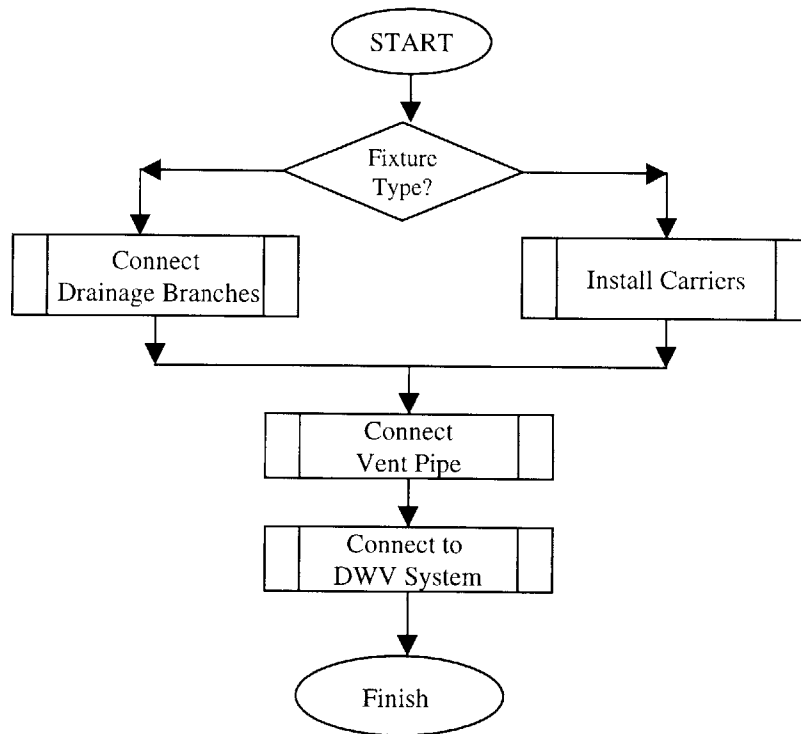 START
Fixture
Type?
Connect
Drainage Branches
Install Carriers
Connect
Vent Pipe
Connect to
DWV System
Finish